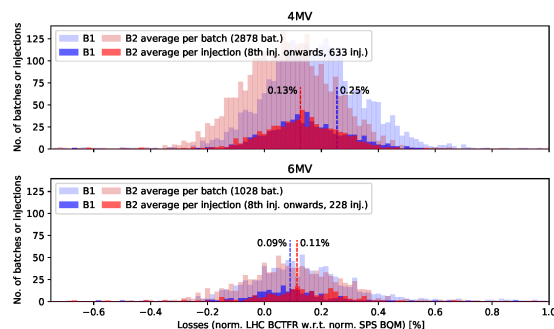 4MV
No. of batches or injections
125
100
75
50
25
0
B1 B2 average per batch (2878 bat.)
B1 B2 average per injection (8th inj. onwards, 633 inj.)
0.13% 0.25%
6MV
No. of batches or injections
125
100
75
50
25
0
B1 B2 average per batch (1028 bat.)
B1 B2 average per injection (8th inj. onwards, 228 inj.)
0.09% 0.11%
−0.6 −0.4 −0.2 0.0 0.2 0.4 0.6 0.8 1.0
Losses (norm. LHC BCTFR w.r.t. norm. SPS BQM) [%]